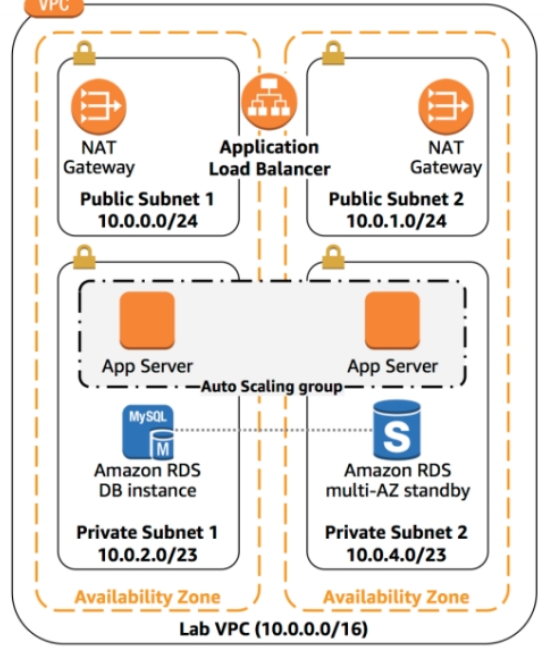 VPC
NAT
Gateway
Public Subnet 1
10.0.0.0/24
Application
Load Balancer
NAT
Gateway
Public Subnet 2
10.0.1.0/24
App Server
App Server
Auto Scaling group
MySQL
M
Amazon RDS
DB instance
S
Amazon RDS
multi-AZ standby
Private Subnet 1
10.0.2.0/23
Private Subnet 2
10.0.4.0/23
Availability Zone
Availability Zone
Lab VPC (10.0.0.0/16)